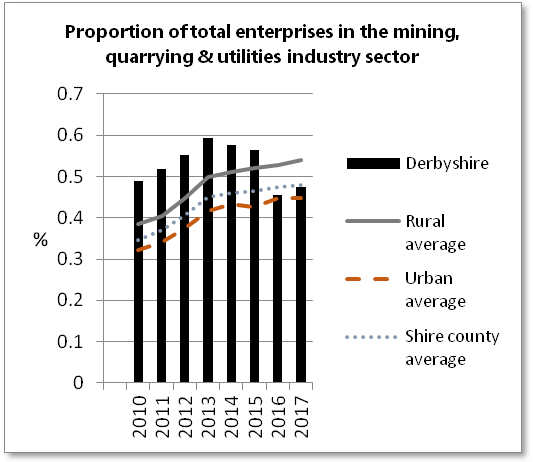 Proportion of total enterprises in the mining,
quarrying & utilities industry sector
0.7
0.6
0.5
0.4
0.3
0.2
0.1
0
%
2010
2011
2012
2013
2014
2015
2016
2017
Derbyshire
Rural
average
Urban
average
Shire county
average